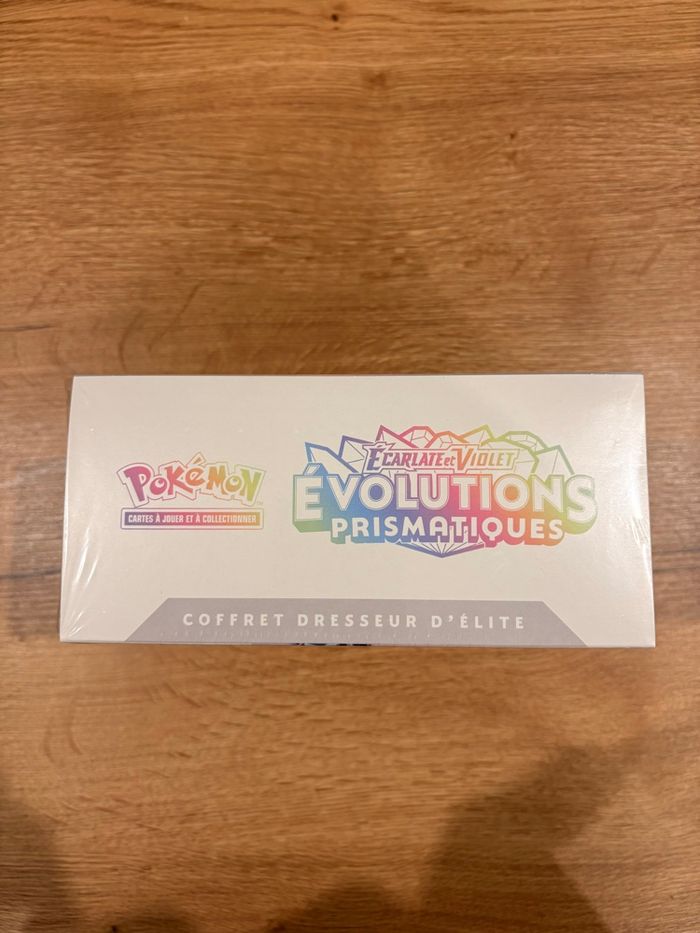 POKéMON
CARTES À JOUER ET À COLLECTIONNER
ÉCARLATE et VIOLET
ÉVOLUTIONS
PRISMATIQUES
COFFRET DRESSEUR D'ÉLITE